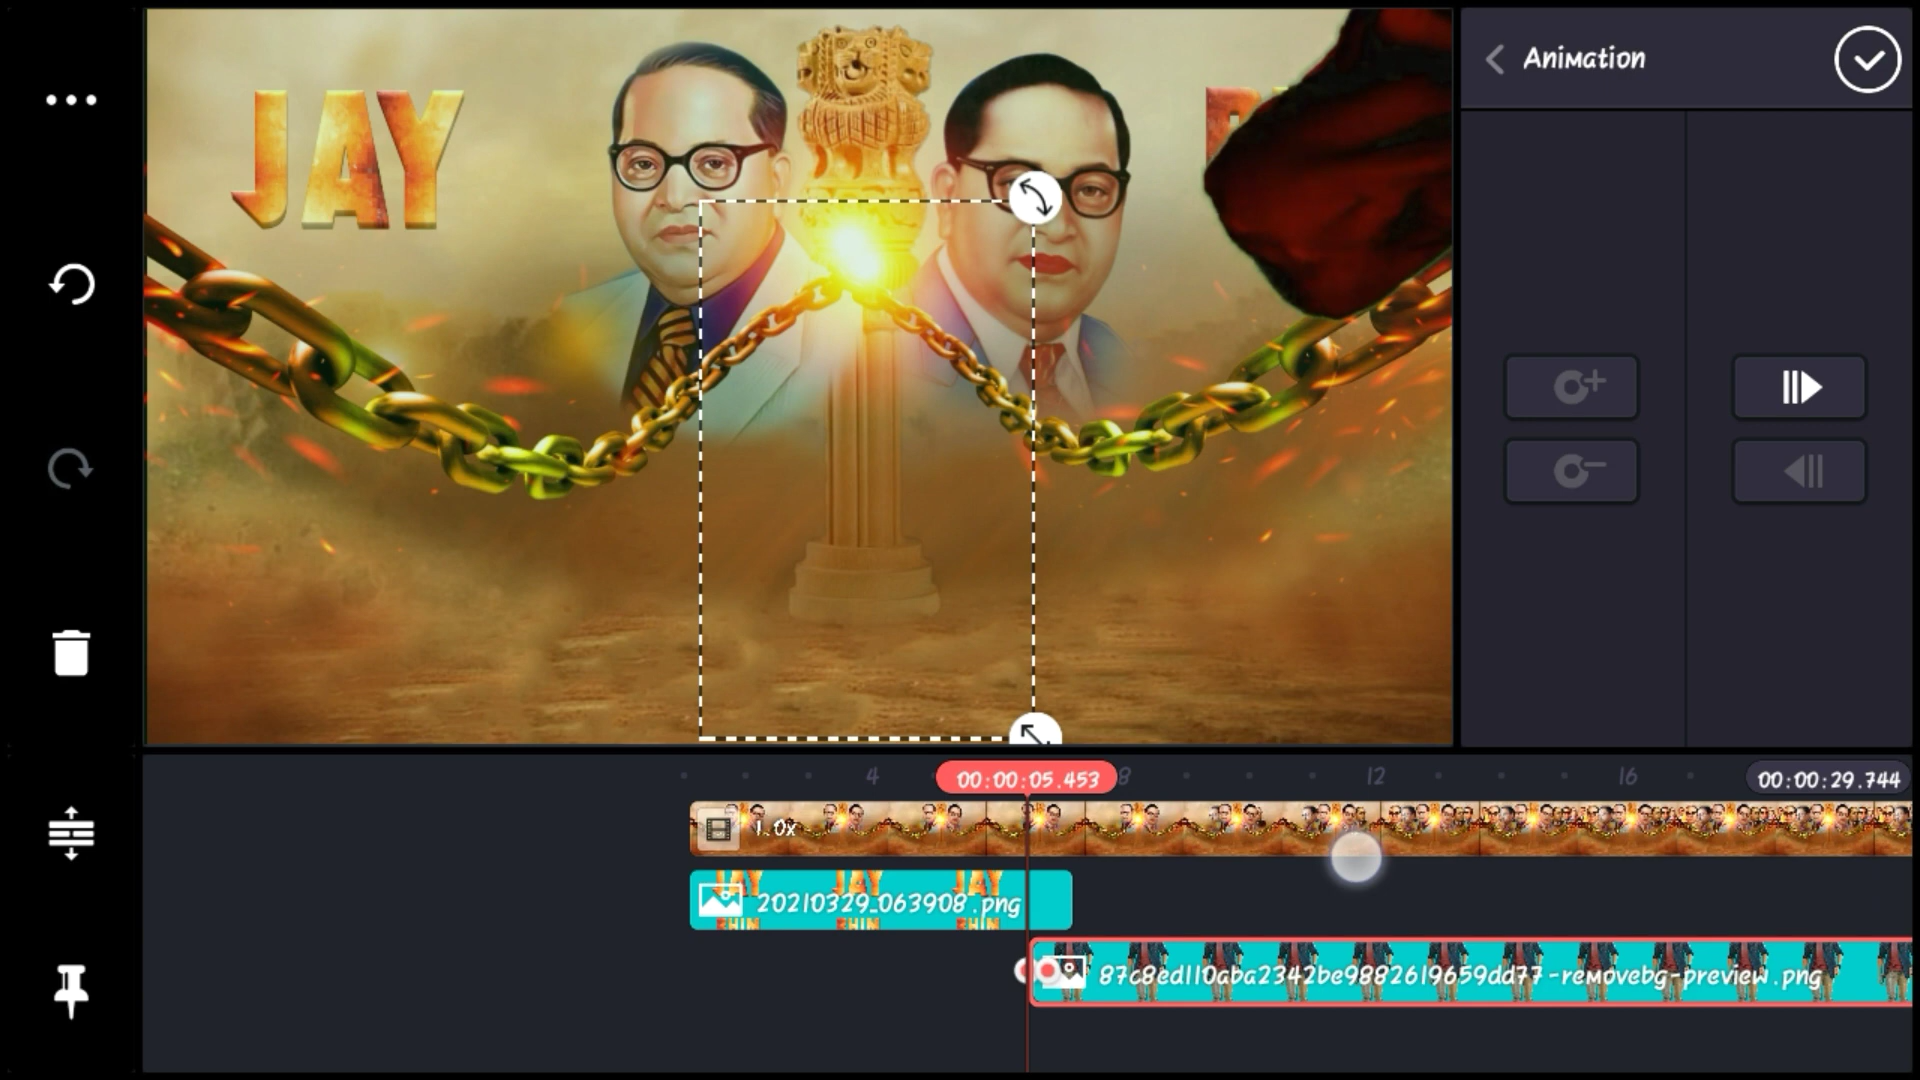 Animation
JAY
4
00:00:05.453
8
12
16
00:00:29.744
1.0x
20210329_063908.png
87c8ed110aba2342be9882619659dd77-removebg-preview.png